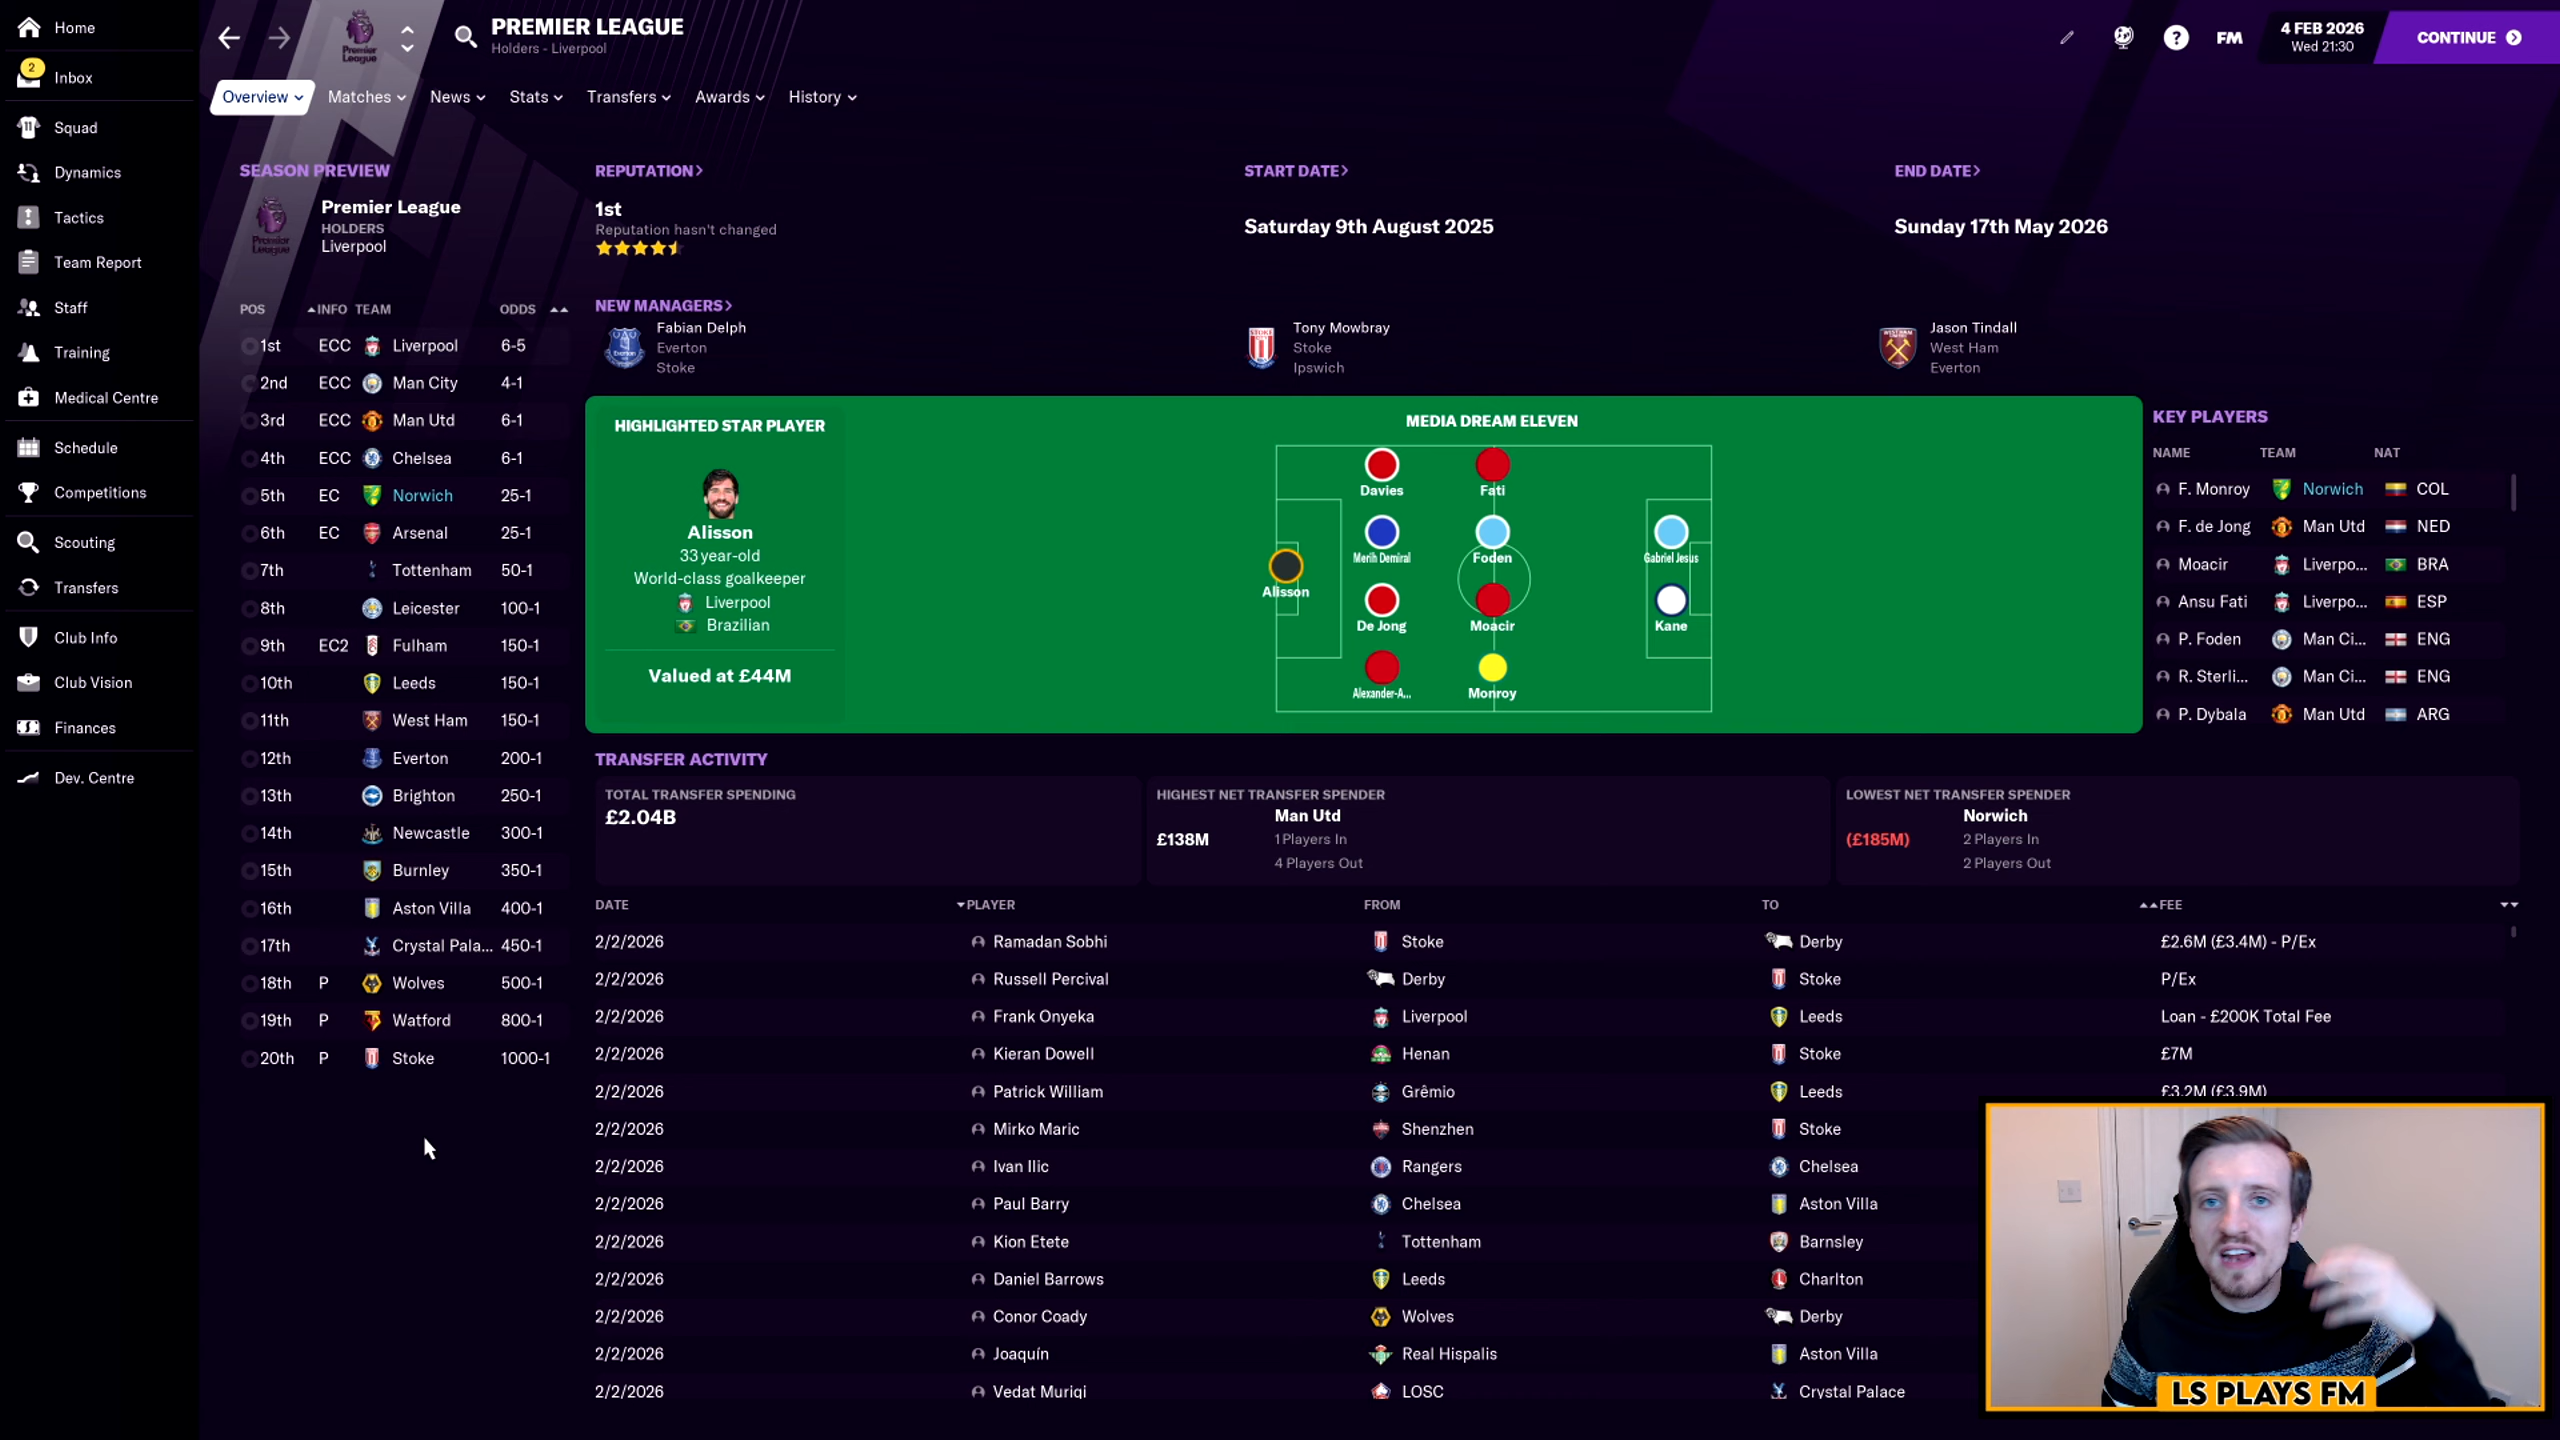 Home
2
Inbox
Squad
Dynamics
Tactics
Team Report
Staff
Training
Medical Centre
Schedule
Competitions
Scouting
Transfers
Club Info
Club Vision
Finances
Dev. Centre
Premier League
PREMIER LEAGUE
Holders - Liverpool
? FM
4 FEB 2026
Wed 21:30
CONTINUE
Overview Matches News Stats Transfers Awards History
SEASON PREVIEW
Premier League
Premier League
HOLDERS
Liverpool
REPUTATION>
1st
Reputation hasn't changed
START DATE>
Saturday 9th August 2025
END DATE>
Sunday 17th May 2026
POS INFO TEAM ODDS
1st ECC Liverpool 6-5
2nd ECC Man City 4-1
3rd ECC Man Utd 6-1
4th ECC Chelsea 6-1
5th EC Norwich 25-1
6th EC Arsenal 25-1
7th Tottenham 50-1
8th Leicester 100-1
9th EC2 Fulham 150-1
10th Leeds 150-1
11th West Ham 150-1
12th Everton 200-1
13th Brighton 250-1
14th Newcastle 300-1
15th Burnley 350-1
16th Aston Villa 400-1
17th Crystal Pala... 450-1
18th P Wolves 500-1
19th P Watford 800-1
20th P Stoke 1000-1
NEW MANAGERS>
Fabian Delph
Everton
Stoke
Tony Mowbray
Stoke
Ipswich
Jason Tindall
West Ham
Everton
HIGHLIGHTED STAR PLAYER
Alisson
33 year-old
World-class goalkeeper
Liverpool
Brazilian
Valued at £44M
MEDIA DREAM ELEVEN
Davies Fati
Merih Demiral Foden Gabriel Jesus
Alisson
De Jong Moacir Kane
Alexander-A... Monroy
KEY PLAYERS
NAME TEAM NAT
F. Monroy Norwich COL
F. de Jong Man Utd NED
Moacir Liverpo... BRA
Ansu Fati Liverpo... ESP
P. Foden Man Ci... ENG
R. Sterli... Man Ci... ENG
P. Dybala Man Utd ARG
TRANSFER ACTIVITY
TOTAL TRANSFER SPENDING
£2.04B
HIGHEST NET TRANSFER SPENDER
£138M
Man Utd
1 Players In
4 Players Out
LOWEST NET TRANSFER SPENDER
(£185M)
Norwich
2 Players In
2 Players Out
DATE PLAYER FROM TO FEE
2/2/2026 Ramadan Sobhi Stoke Derby £2.6M (£3.4M) - P/Ex
2/2/2026 Russell Percival Derby Stoke P/Ex
2/2/2026 Frank Onyeka Liverpool Leeds Loan - £200K Total Fee
2/2/2026 Kieran Dowell Henan Stoke £7M
2/2/2026 Patrick William Grêmio Leeds £3.2M (£3.9M)
2/2/2026 Mirko Maric Shenzhen Stoke
2/2/2026 Ivan Ilic Rangers Chelsea
2/2/2026 Paul Barry Chelsea Aston Villa
2/2/2026 Kion Etete Tottenham Barnsley
2/2/2026 Daniel Barrows Leeds Charlton
2/2/2026 Conor Coady Wolves Derby
2/2/2026 Joaquín Real Hispalis Aston Villa
2/2/2026 Vedat Muriqi LOSC Crystal Palace
LS PLAYS FM